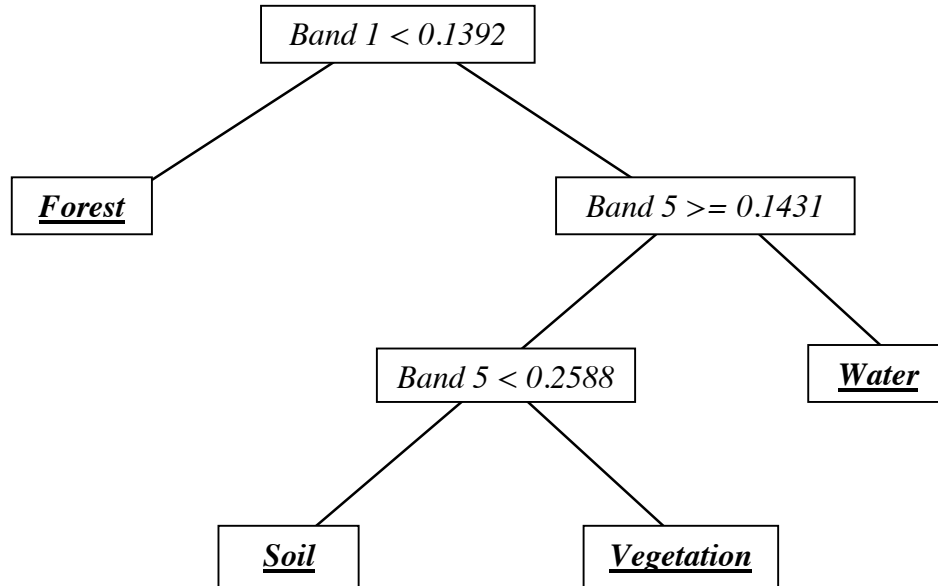 Band 1 < 0.1392
Forest
Band 5 >= 0.1431
Band 5 < 0.2588
Water
Soil
Vegetation